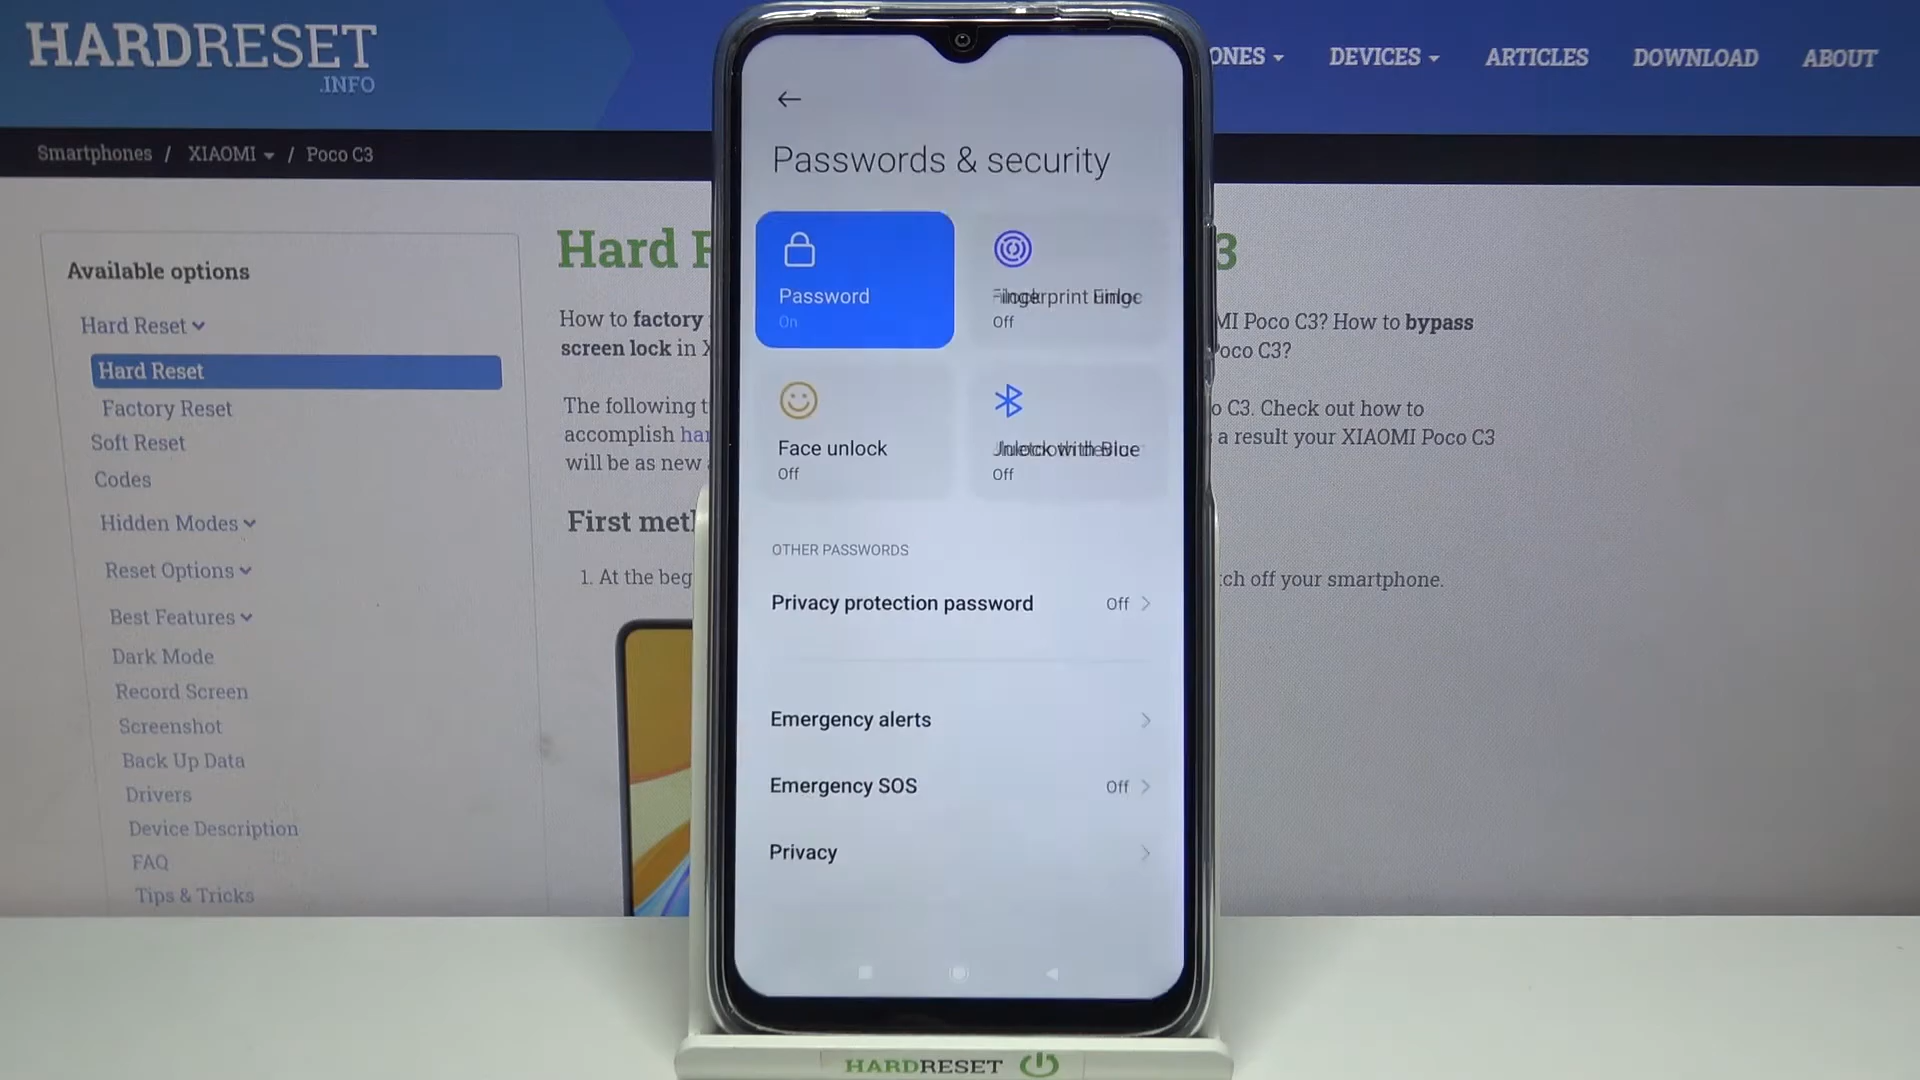 HARDRESET
.INFO
ONES
DEVICES
ARTICLES
DOWNLOAD
ABOUT
Smartphones / XIAOMI / Poco C3
Available options
Hard Reset
Hard Reset
Factory Reset
Soft Reset
Codes
Hidden Modes
Reset Options
Best Features
Dark Mode
Record Screen
Screenshot
Back Up Data
Drivers
Device Description
FAQ
Tips & Tricks
Hard
3
How to factory
MI Poco C3? How to bypass
screen lock in
Poco C3?
The following
o C3. Check out how to
accomplish
a result your XIAOMI Poco C3
will be as new
First
1. At the beg
ch off your smartphone.
Passwords & security
Password
On
Off
Face unlock
Off
Off
OTHER PASSWORDS
Privacy protection password Off
Emergency alerts
Emergency SOS Off
Privacy
HARDRESET